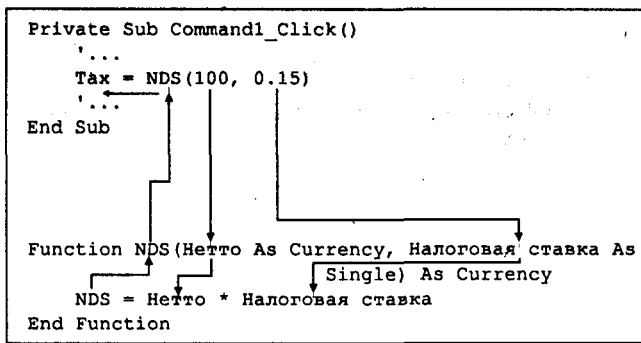 Private Sub Command1_Click()
'...
Tax = NDS(100, 0.15)
'...
End Sub
Function NDS(Нетто As Currency, Налоговая ставка As
Single) As Currency
NDS = Нетто * Налоговая ставка
End Function